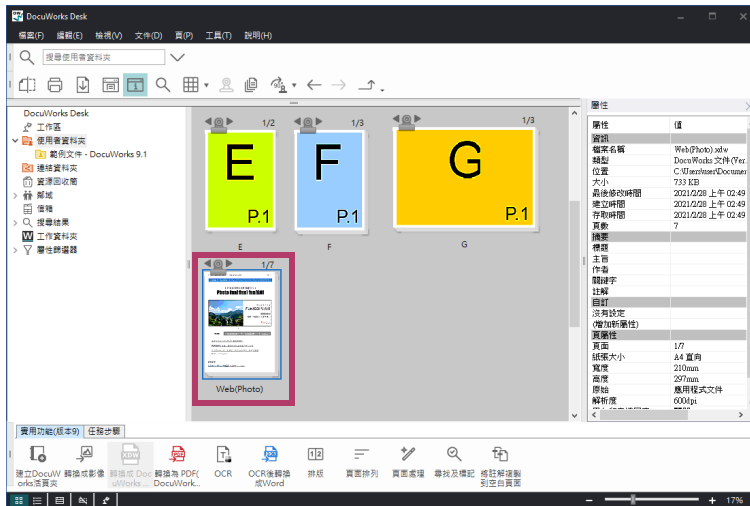 DocuWorks Desk
檔案(F) 編輯(E) 檢視(V) 文件(D) 頁(P) 工具(T) 說明(H)
搜尋使用者資料夾
DocuWorks Desk
工作區
使用者資料夾
範例文件 - DocuWorks 9.1
連結資料夾
資源回收筒
鄰域
信箱
搜尋結果
工作資料夾
屬性篩選器
1/2
E
P.1
E
1/3
F
P.1
F
1/3
G
P.1
G
1/7
Web(Photo)
屬性
屬性 值
資訊
檔案名稱 Web(Photo).xdw
類型 DocuWorks 文件(Ver
位置 C:\Users\user\Documen
大小 733 KB
最後修改時間 2021/2/28 上午 02:49
建立時間 2021/2/28 上午 02:49
存取時間 2021/2/28 上午 02:49
頁數 7
摘要
標題
主旨
作者
關鍵字
註解
自訂
沒有設定
(增加新屬性)
頁屬性
頁面 1/7
紙張大小 A4 直向
寬度 210mm
高度 297mm
原始 應用程式文件
解析度 600dpi
實用功能(版本9) 任務步驟
建立DocuW
orks活頁夾
轉換成影像
轉換成 Doc
uWorks ...
轉換為 PDF(
DocuWork...
OCR
OCR後轉換
成Word
排版
頁面排列
頁面處理
尋找及標記
將註解複製
到空白頁面
17%